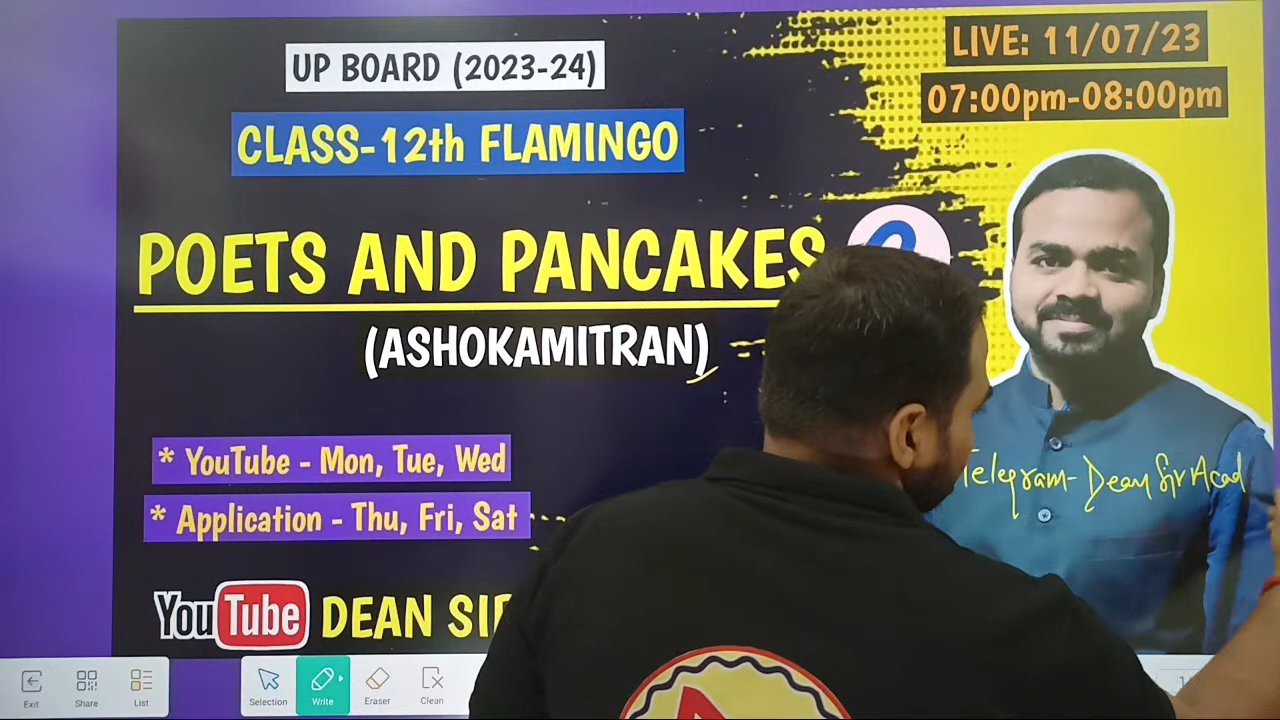 UP BOARD (2023-24)
LIVE: 11/07/23
07:00pm-08:00pm
CLASS-12th FLAMINGO
POETS AND PANCAKES
(ASHOKAMITRAN)
* YouTube - Mon, Tue, Wed
* Application - Thu, Fri, Sat
Telegram- Dean Sir Acad
YouTube DEAN SIR
Exit
Share
List
Selection
Write
Eraser
Clean